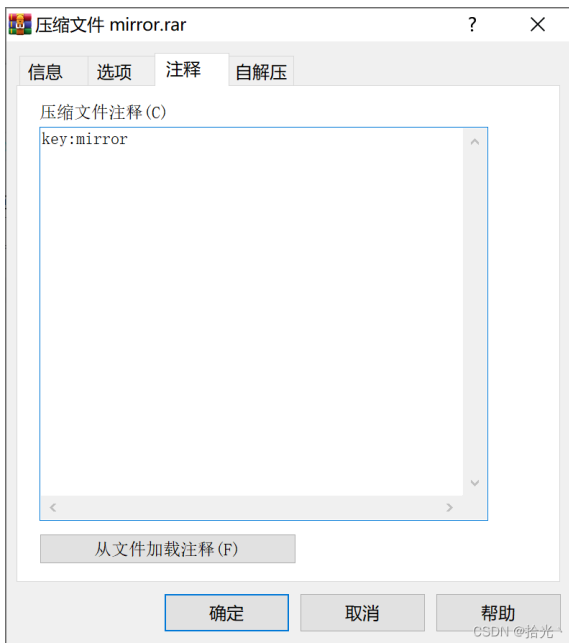 压缩文件 mirror.rar
信息 选项 注释 自解压
压缩文件注释(C)
key:mirror
从文件加载注释(F)
确定 取消 帮助
CSDN @拾光丶